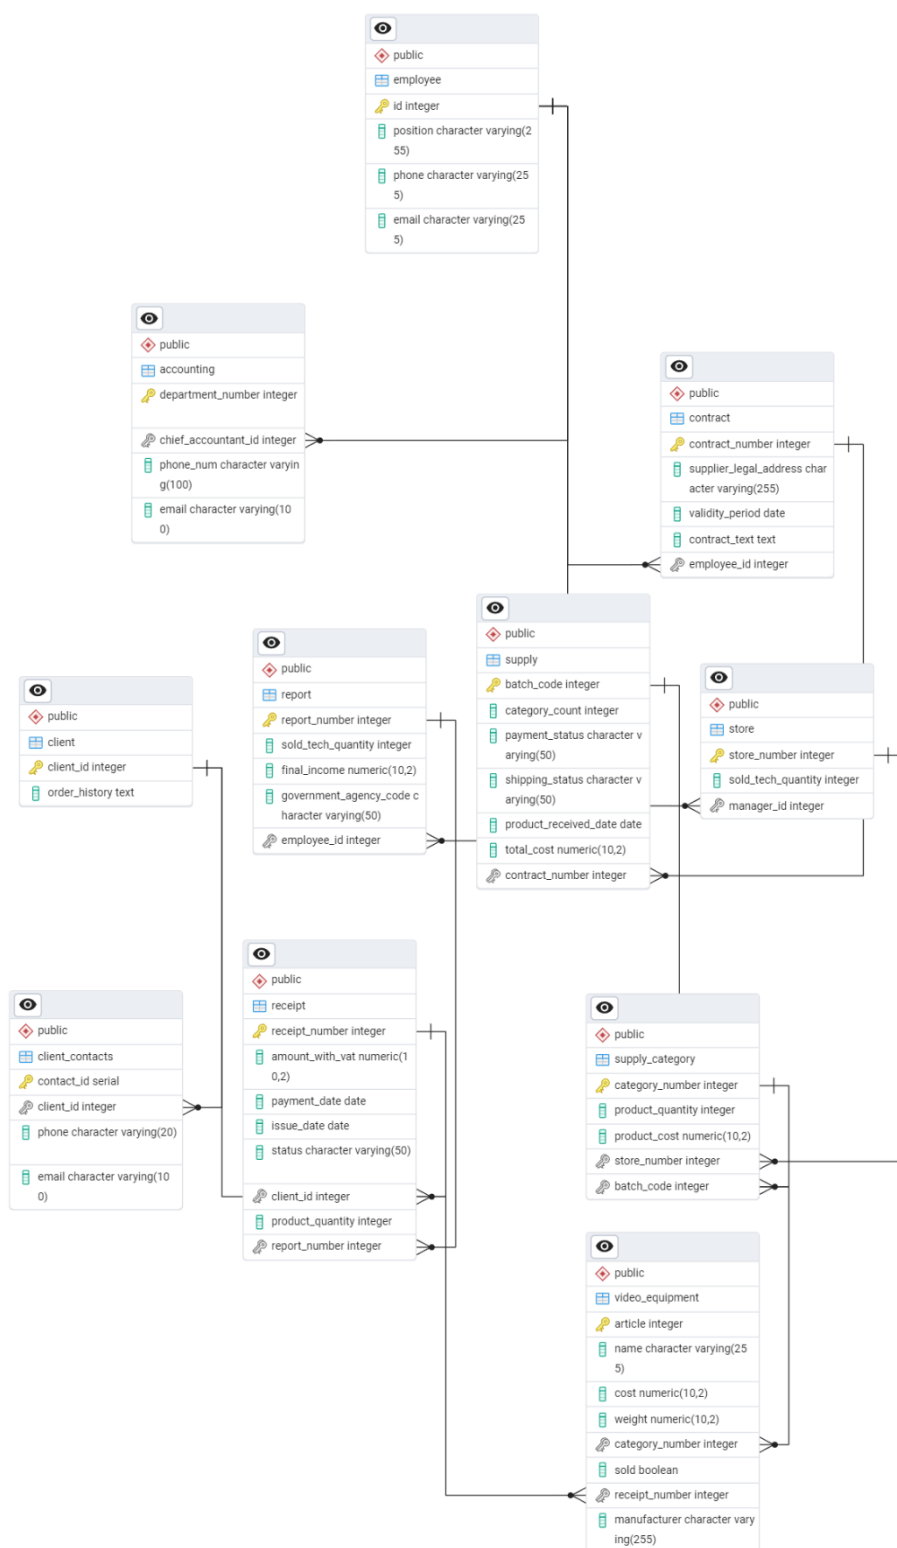 public
employee
id integer
position character varying(2
55)
phone character varying(25
5)
email character varying(25
5)
public
accounting
department_number integer
chief_accountant_id integer
phone_num character varyin
g(100)
email character varying(10
0)
public
contract
contract_number integer
supplier_legal_address char
acter varying(255)
validity_period date
contract_text text
employee_id integer
public
supply
batch_code integer
category_count integer
payment_status character v
arying(50)
shipping_status character v
arying(50)
product_received_date date
total_cost numeric(10,2)
contract_number integer
public
report
report_number integer
sold_tech_quantity integer
final_income numeric(10,2)
government_agency_code c
haracter varying(50)
employee_id integer
public
store
store_number integer
sold_tech_quantity integer
manager_id integer
public
client
client_id integer
order_history text
public
receipt
receipt_number integer
amount_with_vat numeric(1
0,2)
payment_date date
issue_date date
status character varying(50)
client_id integer
product_quantity integer
report_number integer
public
client_contacts
contact_id serial
client_id integer
phone character varying(20)
email character varying(10
0)
public
supply_category
category_number integer
product_quantity integer
product_cost numeric(10,2)
store_number integer
batch_code integer
public
video_equipment
article integer
name character varying(25
5)
cost numeric(10,2)
weight numeric(10,2)
category_number integer
sold boolean
receipt_number integer
manufacturer character vary
ing(255)